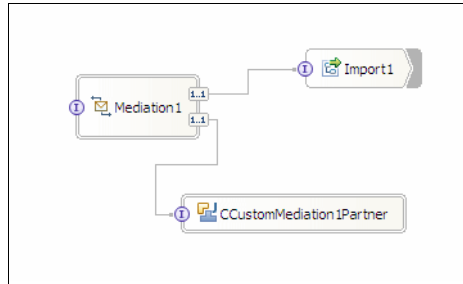 I Import1
1..1
I Mediation1
1..1
I CCustomMediation1Partner